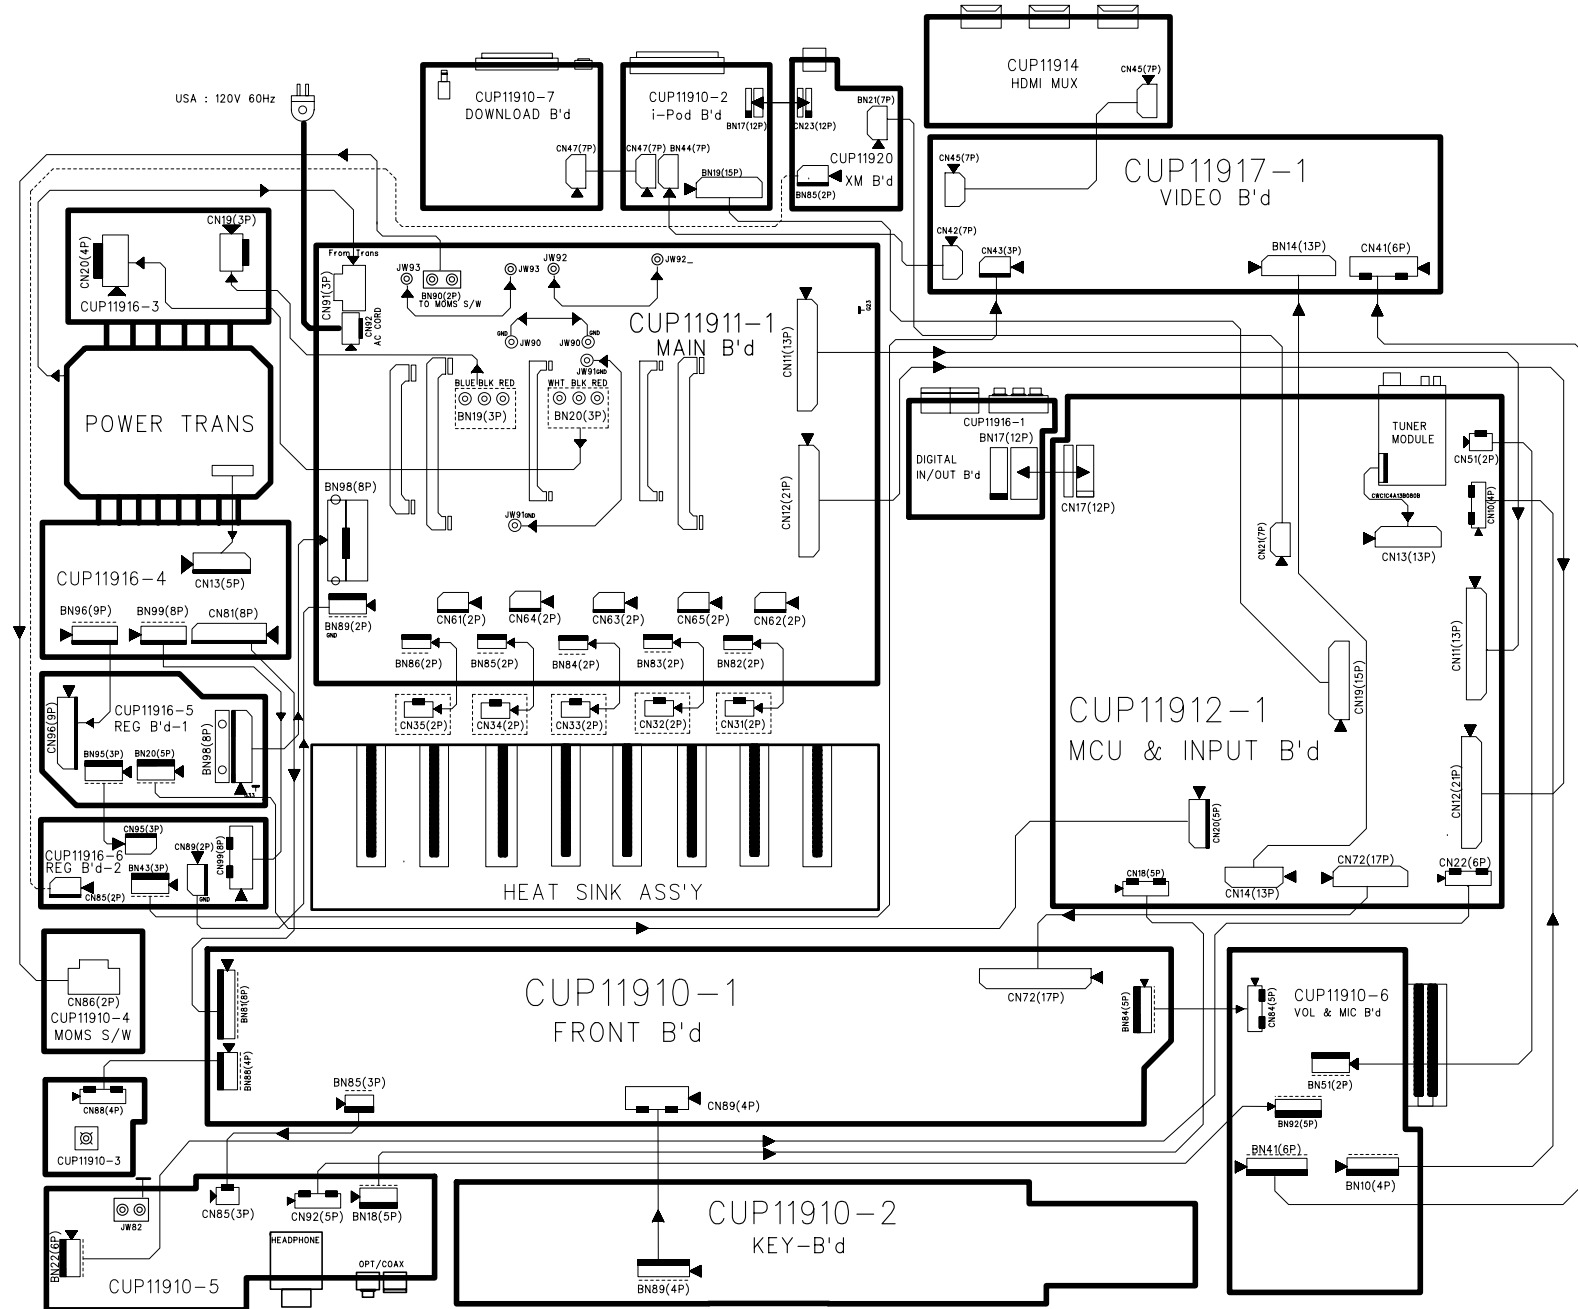 USA : 120V 60Hz
CUP11910-7
DOWNLOAD B'd
CN47(7P)
CUP11910-2
i-Pod B'd
BN17(12P)
CN47(7P)
BN44(7P)
BN19(15P)
CN23(12P)
BN21(7P)
CUP11920
XM B'd
BN85(2P)
CUP11914
HDMI MUX
CN45(7P)
CN45(7P)
CUP11917-1
VIDEO B'd
CN42(7P)
CN43(3P)
BN14(13P)
CN41(6P)
CN20(4P)
CN19(3P)
CUP11916-3
POWER TRANS
From Trans
CN91(3P)
CN92
AC CORD
JW93
BN90(2P)
TO MOMS S/W
JW93
JW92
JW92_
GND
JW90
GND
JW90
JW91GND
CUP11911-1
MAIN B'd
G23
BLUE BLK RED
BN19(3P)
WHT BLK RED
BN20(3P)
JW91GND
CN11(13P)
CN12(21P)
BN98(8P)
BN89(2P)
GND
CN61(2P)
CN64(2P)
CN63(2P)
CN65(2P)
CN62(2P)
BN86(2P)
BN85(2P)
BN84(2P)
BN83(2P)
BN82(2P)
CN35(2P)
CN34(2P)
CN33(2P)
CN32(2P)
CN31(2P)
HEAT SINK ASS'Y
CUP11916-4
CN13(5P)
BN96(9P)
BN99(8P)
CN81(8P)
CN96(9P)
CUP11916-5
REG B'd-1
BN95(3P)
BN20(5P)
BN98(8P)
G33
CN95(3P)
CUP11916-6
REG B'd-2
BN43(3P)
CN89(2P)
GND
CN99(8P)
CN85(2P)
CN86(2P)
CUP11910-4
MOMS S/W
CN88(4P)
CUP11910-3
CUP11916-1
BN17(12P)
DIGITAL
IN/OUT B'd
CN17(12P)
TUNER
MODULE
CWC1C4A13B080B
CN13(13P)
CN51(2P)
CN10(4P)
CN21(7P)
CN11(13P)
CN19(15P)
CUP11912-1
MCU & INPUT B'd
CN12(21P)
CN20(5P)
CN18(5P)
CN14(13P)
CN72(17P)
CN22(6P)
BN81(8P)
BN88(4P)
CUP11910-1
FRONT B'd
BN85(3P)
CN89(4P)
CN72(17P)
BN84(5P)
CN84(5P)
CUP11910-6
VOL & MIC B'd
BN51(2P)
BN92(5P)
BN41(6P)
BN10(4P)
JW82
BN22(6P)
CN85(3P)
CN92(5P)
BN18(5P)
HEADPHONE
OPT/COAX
CUP11910-5
CUP11910-2
KEY-B'd
BN89(4P)